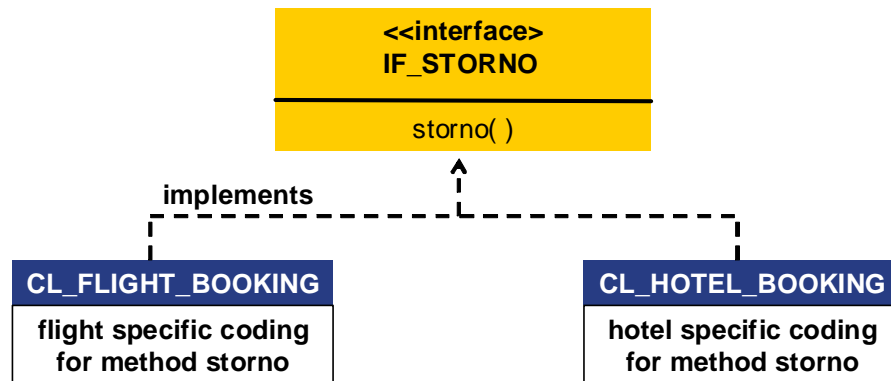 <<interface>
IF_STORNO
storno( )
implements
CL_FLIGHT_BOOKING
flight specific coding
for method storno
CL_HOTEL_BOOKING
hotel specific coding
for method storno